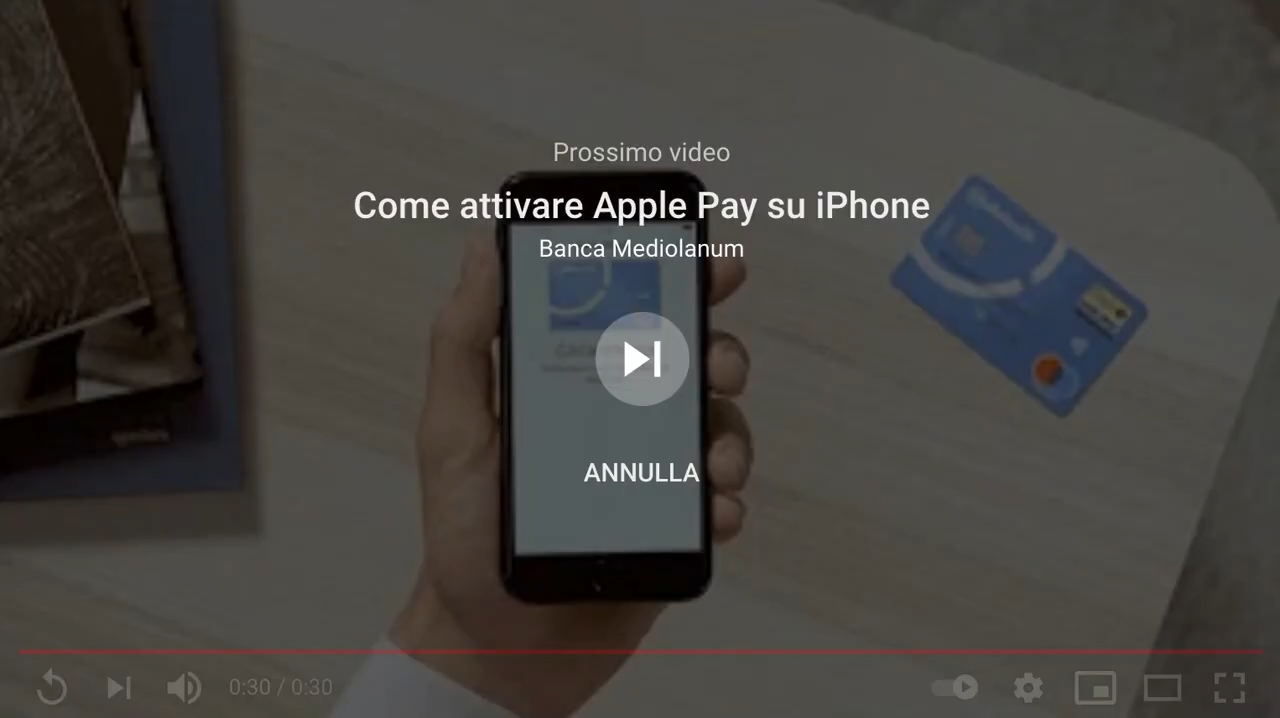 Prossimo video
Come attivare Apple Pay su iPhone
Banca Mediolanum
ANNULLA
0:30 / 0:30